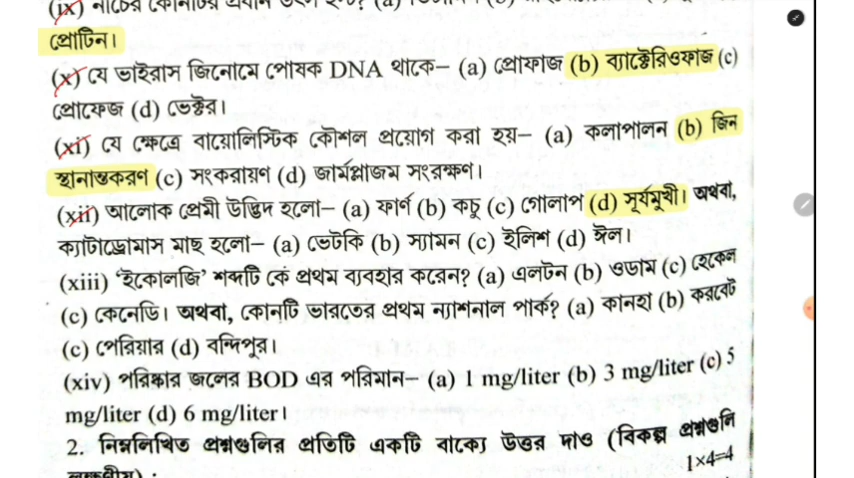 প্রোটিন।
(x) যে ভাইরাস জিনোমে পোষক DNA থাকে– (a) প্রোফাজ (b) ব্যাক্টেরিওফাজ (c)
প্রোফেজ (d) ভেক্টর।
(xi) যে ক্ষেত্রে বায়োলিস্টিক কৌশল প্রয়োগ করা হয়– (a) কলাপালন (b) জিন
স্থানান্তকরণ (c) সংকরায়ণ (d) জার্মপ্লাজম সংরক্ষণ।
(xii) আলোক প্রেমী উদ্ভিদ হলো– (a) ফার্ণ (b) কচু (c) গোলাপ (d) সূর্যমুখী। অথবা,
ক্যাটাড্রোমাস মাছ হলো– (a) ভেটকি (b) স্যামন (c) ইলিশ (d) ঈল।
(xiii) ‘ইকোলজি’ শব্দটি কে প্রথম ব্যবহার করেন? (a) এলটন (b) ওডাম (c) হেকেল
(c) কেনেডি। অথবা, কোনটি ভারতের প্রথম ন্যাশনাল পার্ক? (a) কানহা (b) করবেট
(c) পেরিয়ার (d) বন্দিপুর।
(xiv) পরিষ্কার জলের BOD এর পরিমান– (a) 1 mg/liter (b) 3 mg/liter (c) 5
mg/liter (d) 6 mg/liter।
2. নিম্নলিখিত প্রশ্নগুলির প্রতিটি একটি বাক্যে উত্তর দাও (বিকল্প প্রশ্নগুলি
1×4=4